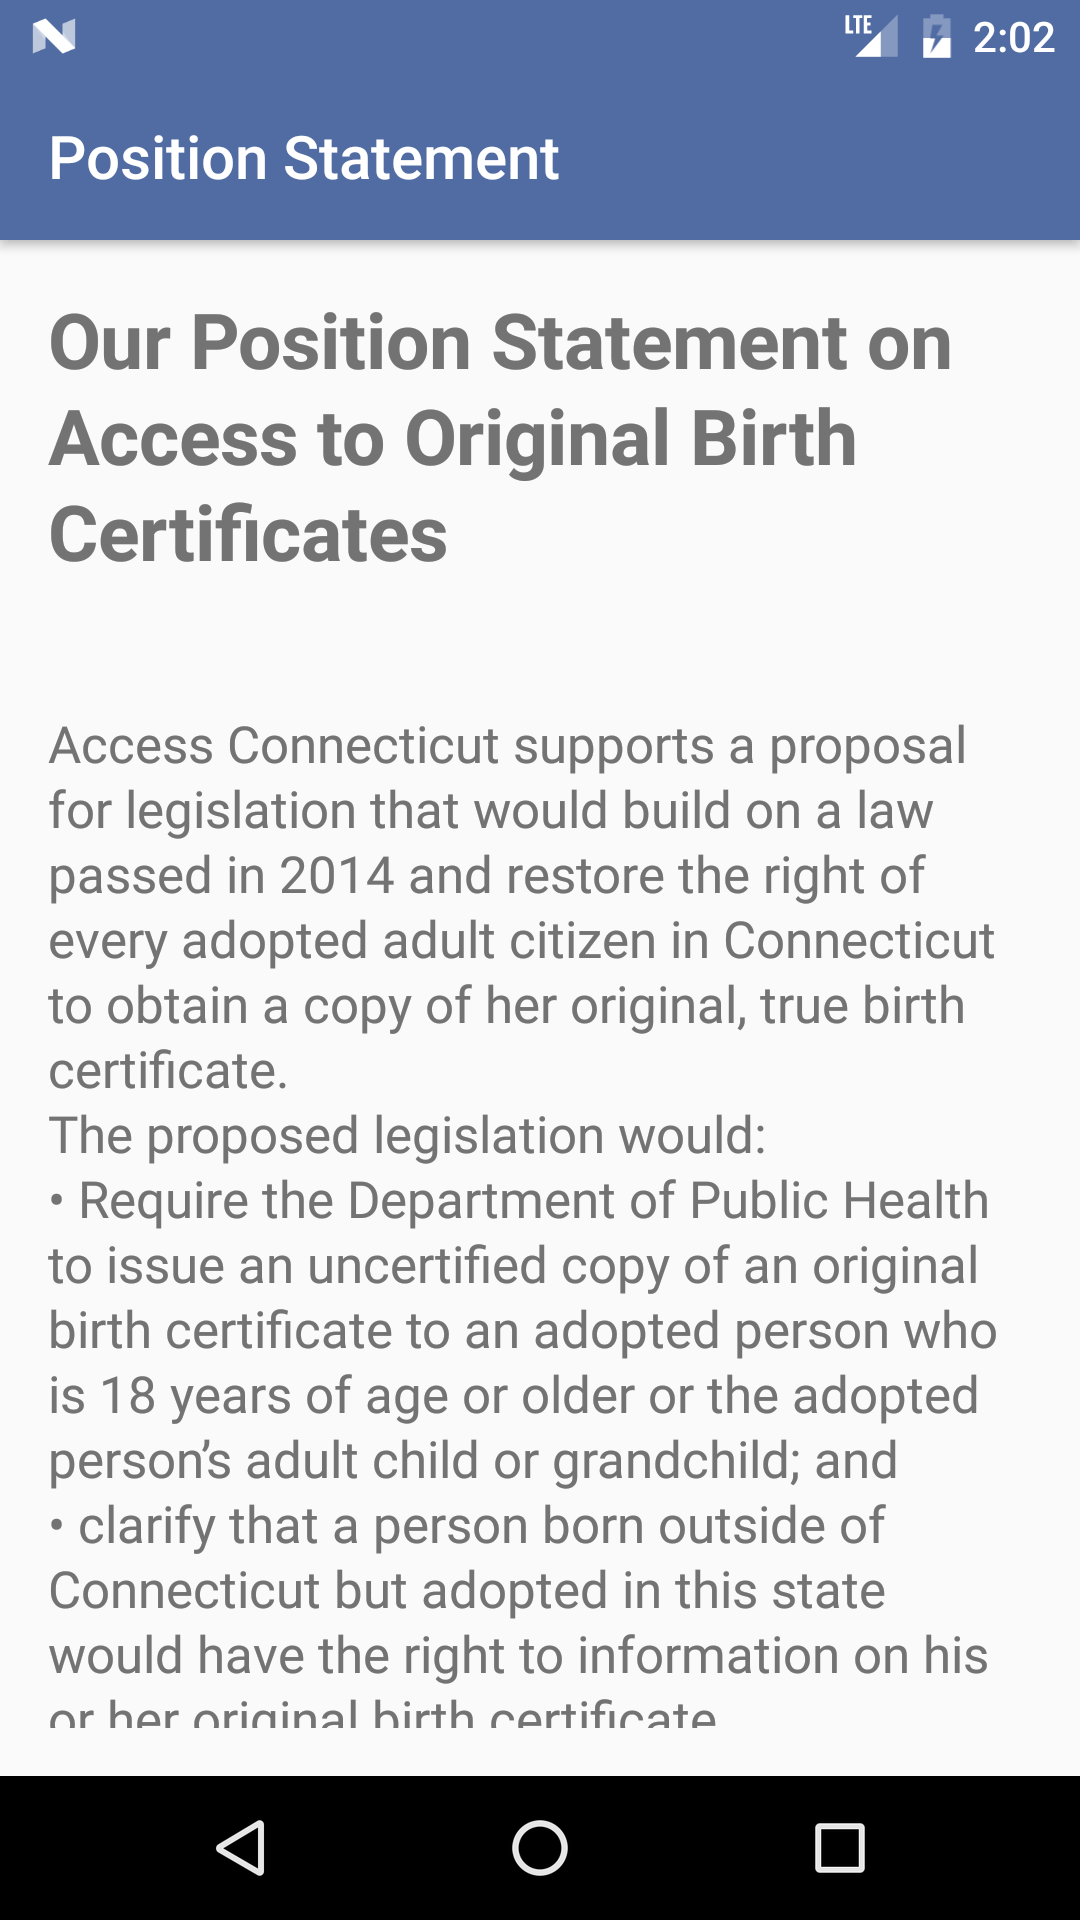 LTE 2:02
Position Statement
Our Position Statement on
Access to Original Birth
Certificates
Access Connecticut supports a proposal
for legislation that would build on a law
passed in 2014 and restore the right of
every adopted adult citizen in Connecticut
to obtain a copy of her original, true birth
certificate.
The proposed legislation would:
• Require the Department of Public Health
to issue an uncertified copy of an original
birth certificate to an adopted person who
is 18 years of age or older or the adopted
person’s adult child or grandchild; and
• clarify that a person born outside of
Connecticut but adopted in this state
would have the right to information on his
or her original birth certificate